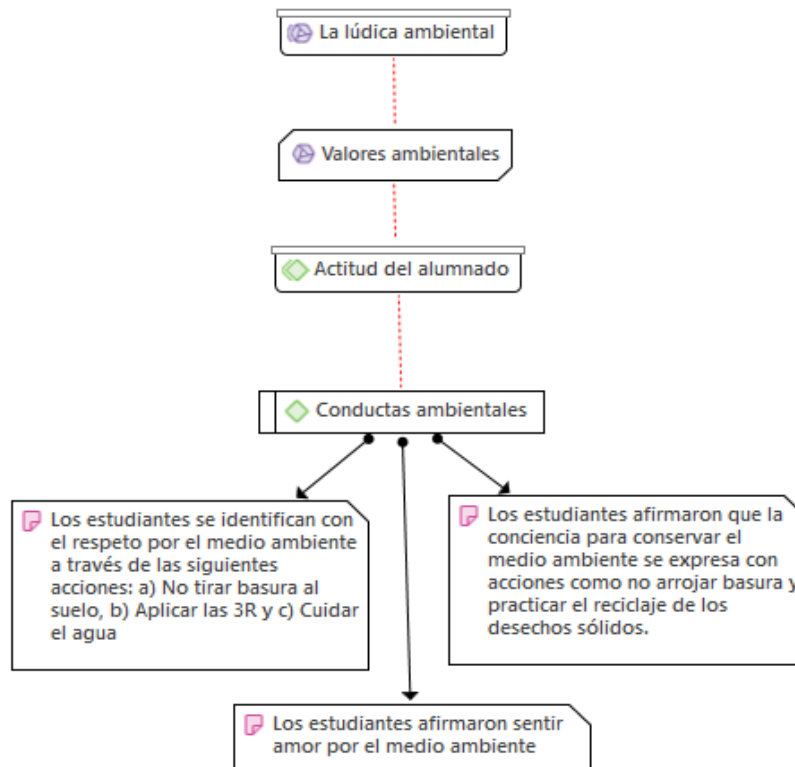 La lúdica ambiental
Valores ambientales
Actitud del alumnado
Conductas ambientales
Los estudiantes se identifican con
el respeto por el medio ambiente
a través de las siguientes
acciones: a) No tirar basura al
suelo, b) Aplicar las 3R y c) Cuidar
el agua
Los estudiantes afirmaron que la
conciencia para conservar el
medio ambiente se expresa con
acciones como no arrojar basura y
practicar el reciclaje de los
desechos sólidos.
Los estudiantes afirmaron sentir
amor por el medio ambiente